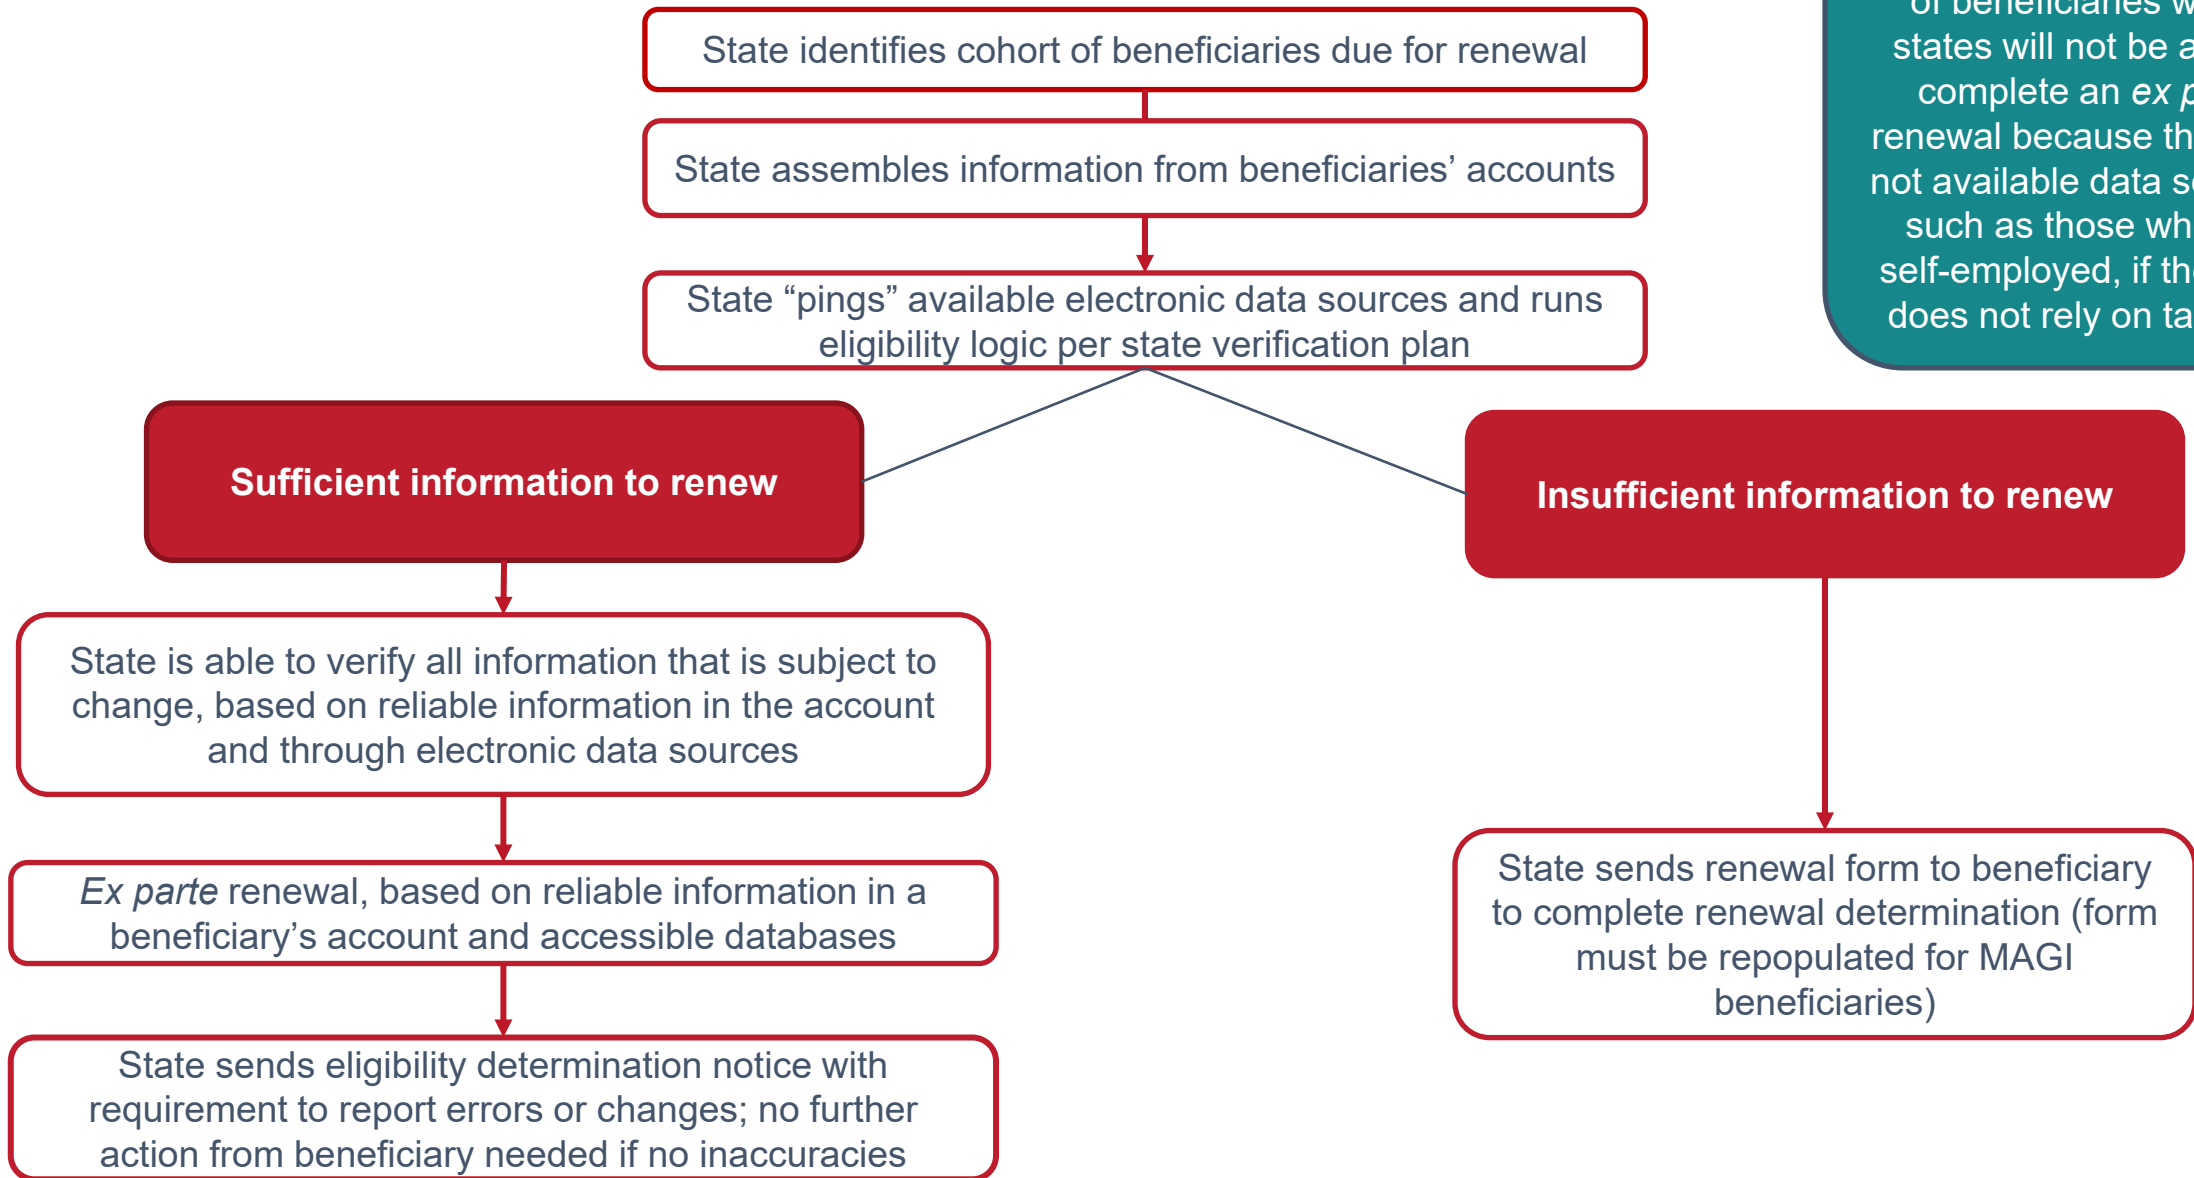 State identifies cohort of beneficiaries due for renewal
State assembles information from beneficiaries’ accounts
State “pings” available electronic data sources and runs
eligibility logic per state verification plan
of beneficiaries
states will not be
complete an ex
renewal because
not available data
such as those
self-employed, if
does not rely on
Sufficient information to renew
Insufficient information to renew
State is able to verify all information that is subject to
change, based on reliable information in the account
and through electronic data sources
Ex parte renewal, based on reliable information in a
beneficiary’s account and accessible databases
State sends eligibility determination notice with
requirement to report errors or changes; no further
action from beneficiary needed if no inaccuracies
State sends renewal form to beneficiary
to complete renewal determination (form
must be repopulated for MAGI
beneficiaries)